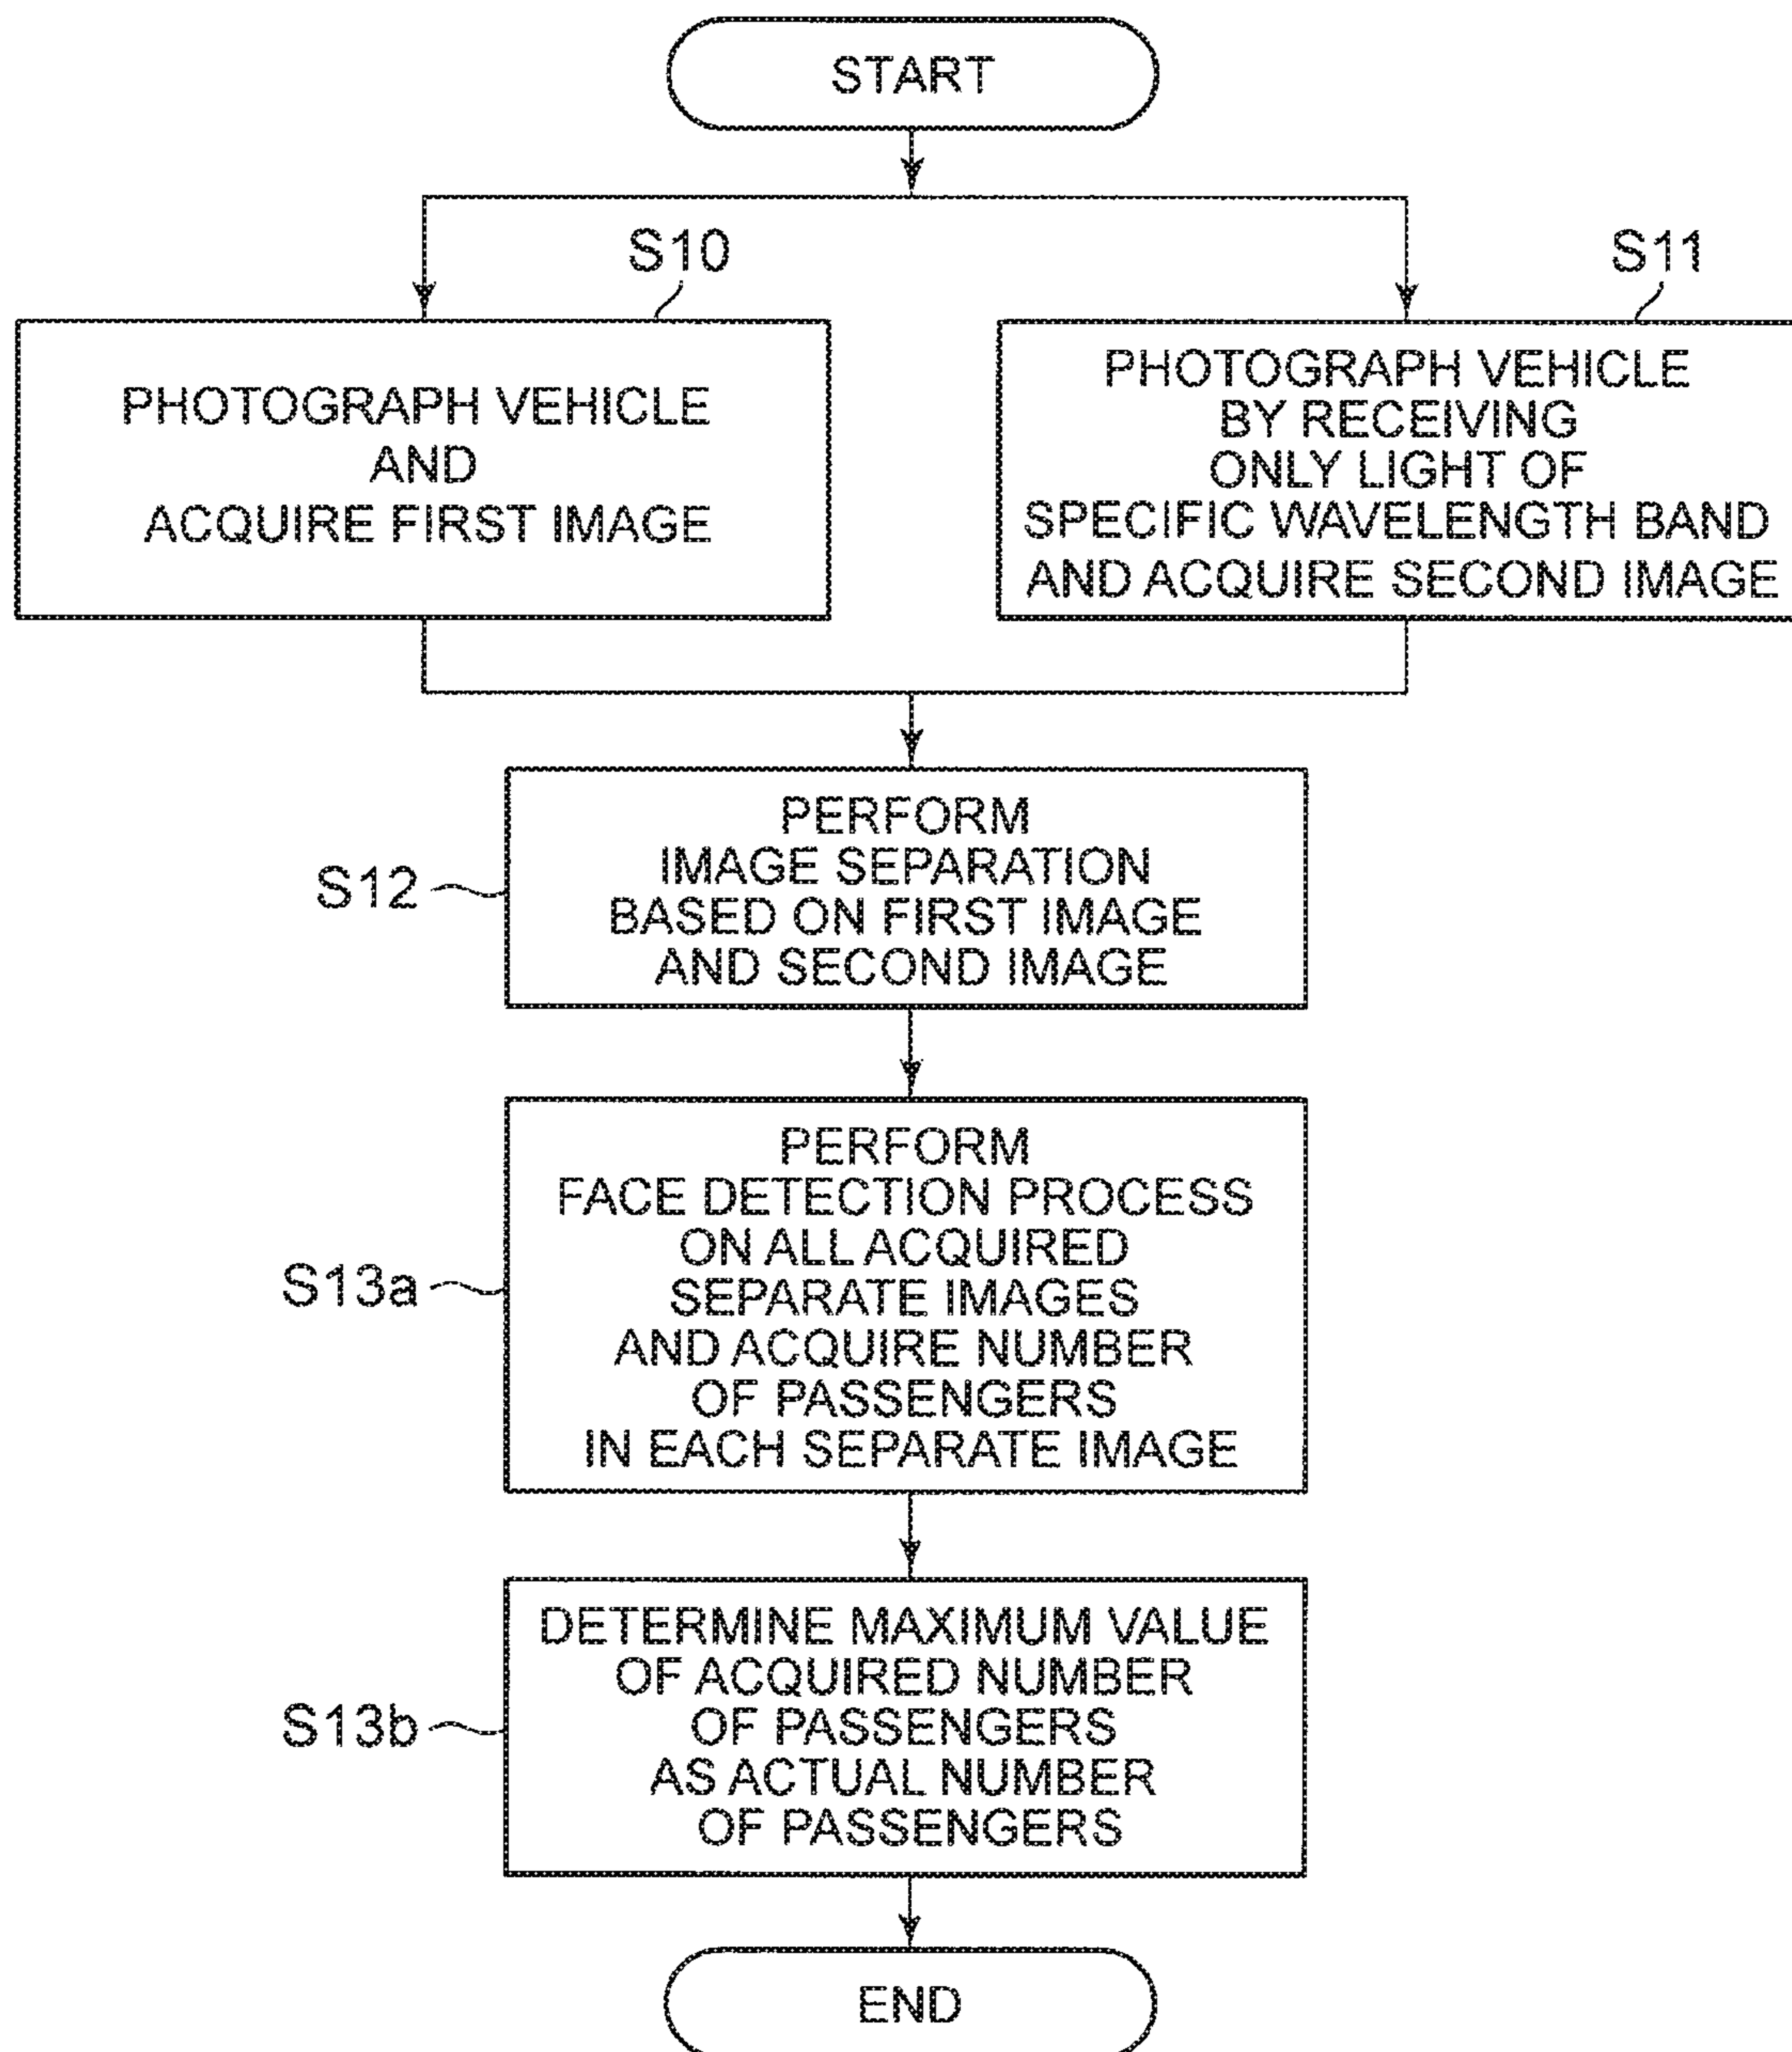 START
S10
PHOTOGRAPH VEHICLE
AND
ACQUIRE FIRST IMAGE
S11
PHOTOGRAPH VEHICLE
BY RECEIVING
ONLY LIGHT OF
SPECIFIC WAVELENGTH BAND
AND ACQUIRE SECOND IMAGE
S12
PERFORM
IMAGE SEPARATION
BASED ON FIRST IMAGE
AND SECOND IMAGE
S13a
PERFORM
FACE DETECTION PROCESS
ON ALL ACQUIRED
SEPARATE IMAGES
AND ACQUIRE NUMBER
OF PASSENGERS
IN EACH SEPARATE IMAGE
S13b
DETERMINE MAXIMUM VALUE
OF ACQUIRED NUMBER
OF PASSENGERS
AS ACTUAL NUMBER
OF PASSENGERS
END